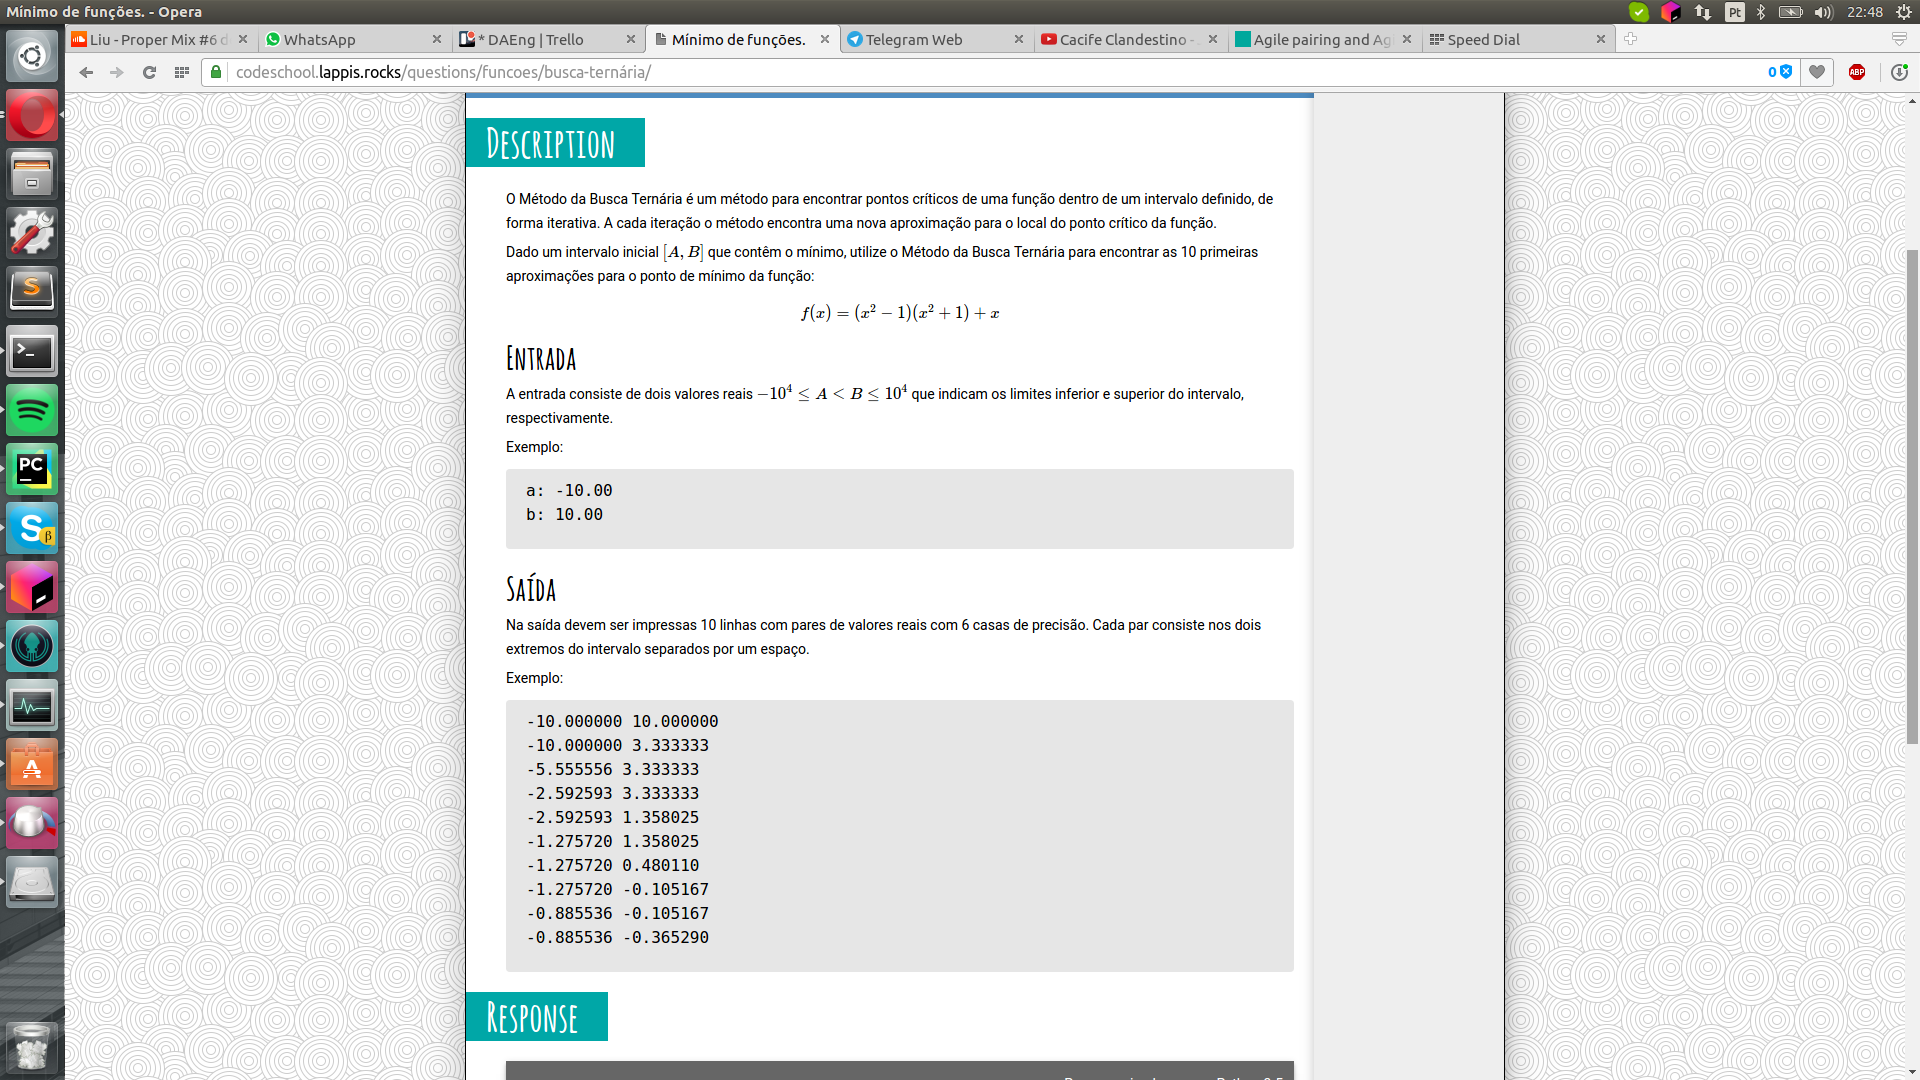 Mínimo de funções. - Opera
Pt
22:48
Liu - Proper Mix #6 d
WhatsApp
* DAEng | Trello
Mínimo de funções.
Telegram Web
Cacife Clandestino -
Agile pairing and Ag
Speed Dial
codeschool.lappis.rocks/questions/funcoes/busca-ternária/
0
ABP
DESCRIPTION
O Método da Busca Ternária é um método para encontrar pontos críticos de uma função dentro de um intervalo definido, de
forma iterativa. A cada iteração o método encontra uma nova aproximação para o local do ponto crítico da função.
Dado um intervalo inicial [A, B] que contêm o mínimo, utilize o Método da Busca Ternária para encontrar as 10 primeiras
aproximações para o ponto de mínimo da função:
f(x) = (x² − 1)(x² + 1) + x
ENTRADA
A entrada consiste de dois valores reais −10⁴ ≤ A < B ≤ 10⁴ que indicam os limites inferior e superior do intervalo,
respectivamente.
Exemplo:
a: -10.00
b: 10.00
SAÍDA
Na saída devem ser impressas 10 linhas com pares de valores reais com 6 casas de precisão. Cada par consiste nos dois
extremos do intervalo separados por um espaço.
Exemplo:
-10.000000 10.000000
-10.000000 3.333333
-5.555556 3.333333
-2.592593 3.333333
-2.592593 1.358025
-1.275720 1.358025
-1.275720 0.480110
-1.275720 -0.105167
-0.885536 -0.105167
-0.885536 -0.365290
RESPONSE
S
PC
S
β